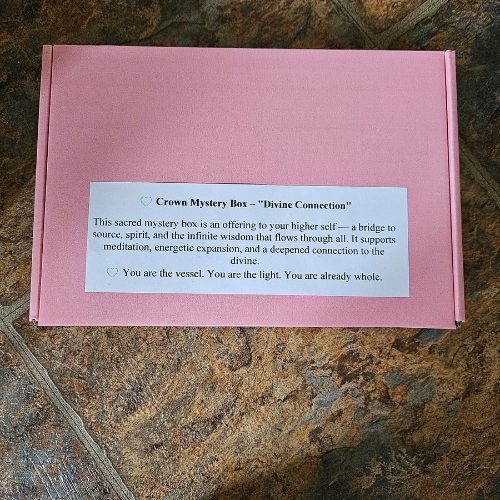 ♡ Crown Mystery Box – "Divine Connection"
This sacred mystery box is an offering to your higher self — a bridge to
source, spirit, and the infinite wisdom that flows through all. It supports
meditation, energetic expansion, and a deepened connection to the
divine.
♡ You are the vessel. You are the light. You are already whole.